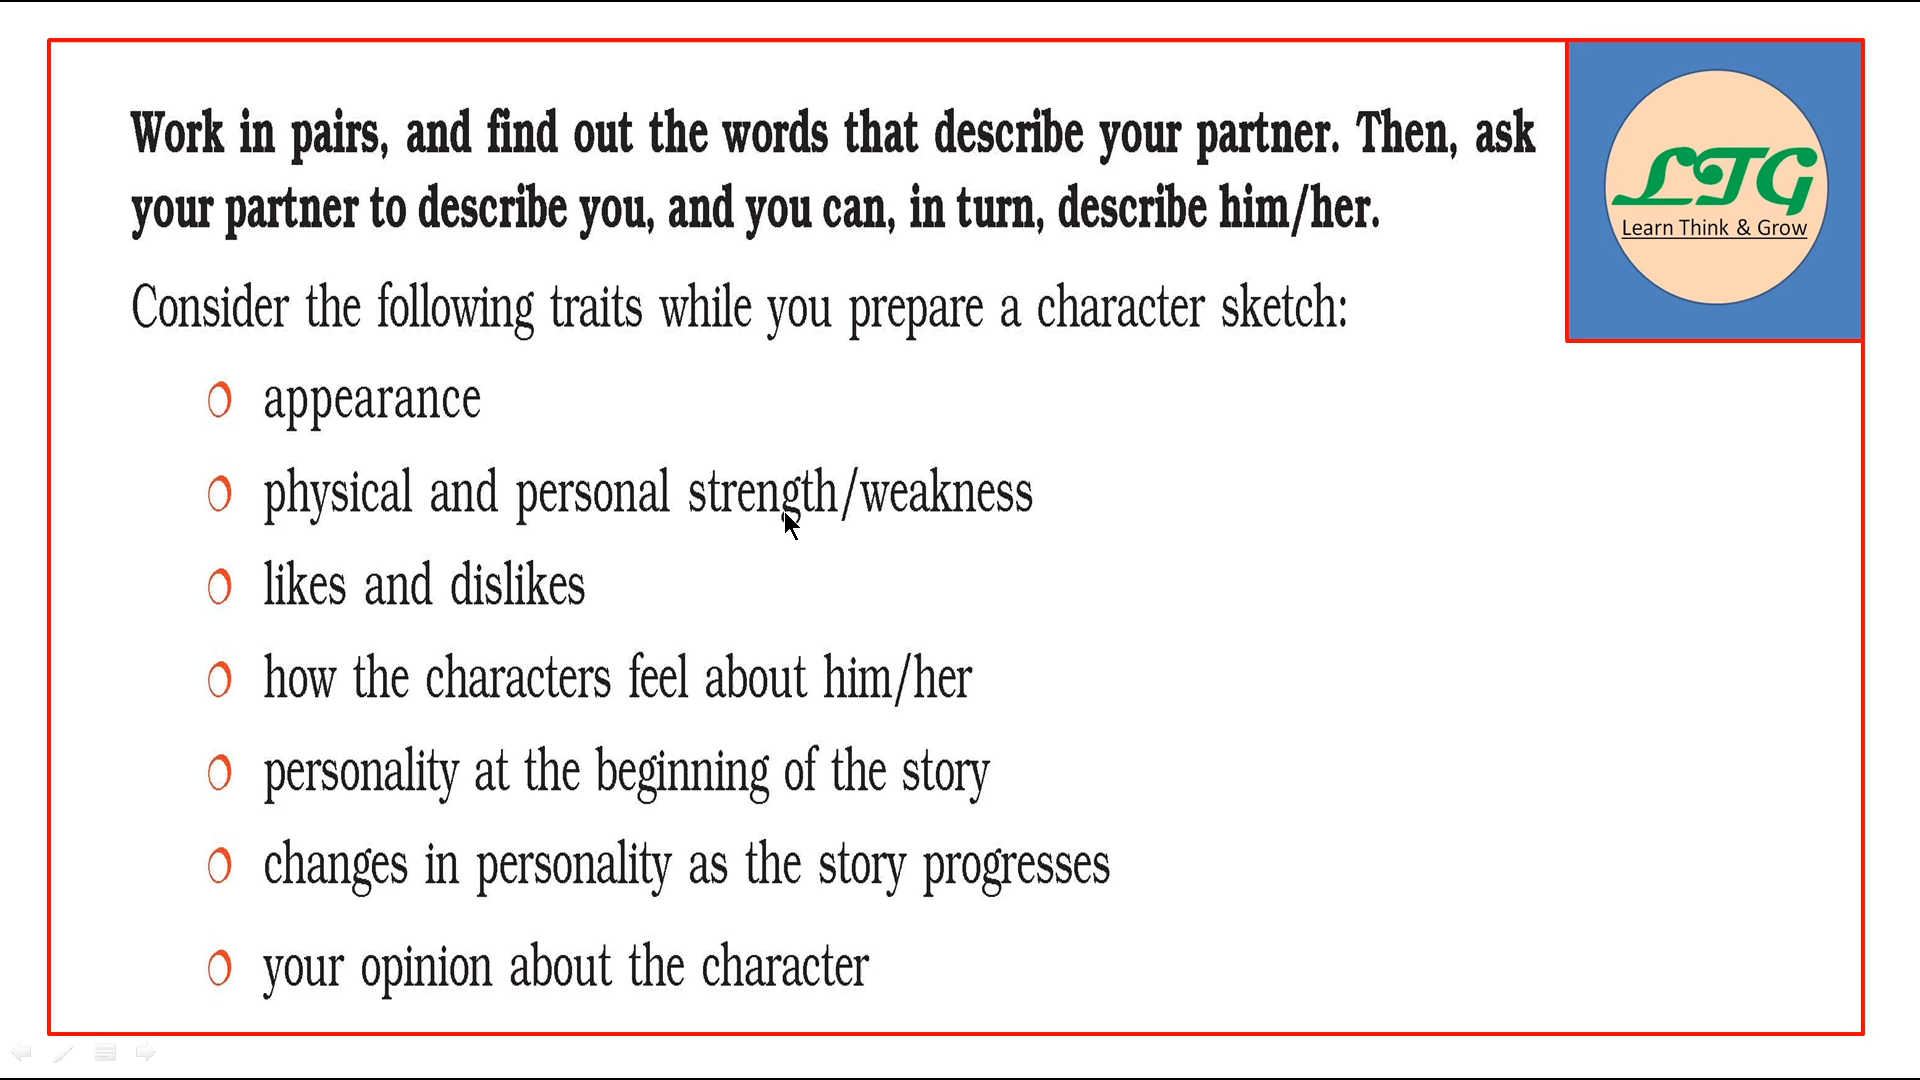 Work in pairs, and find out the words that describe your partner. Then, ask
your partner to describe you, and you can, in turn, describe him/her.
LTG
Learn Think & Grow
Consider the following traits while you prepare a character sketch:
appearance
physical and personal strength/weakness
likes and dislikes
how the characters feel about him/her
personality at the beginning of the story
changes in personality as the story progresses
your opinion about the character